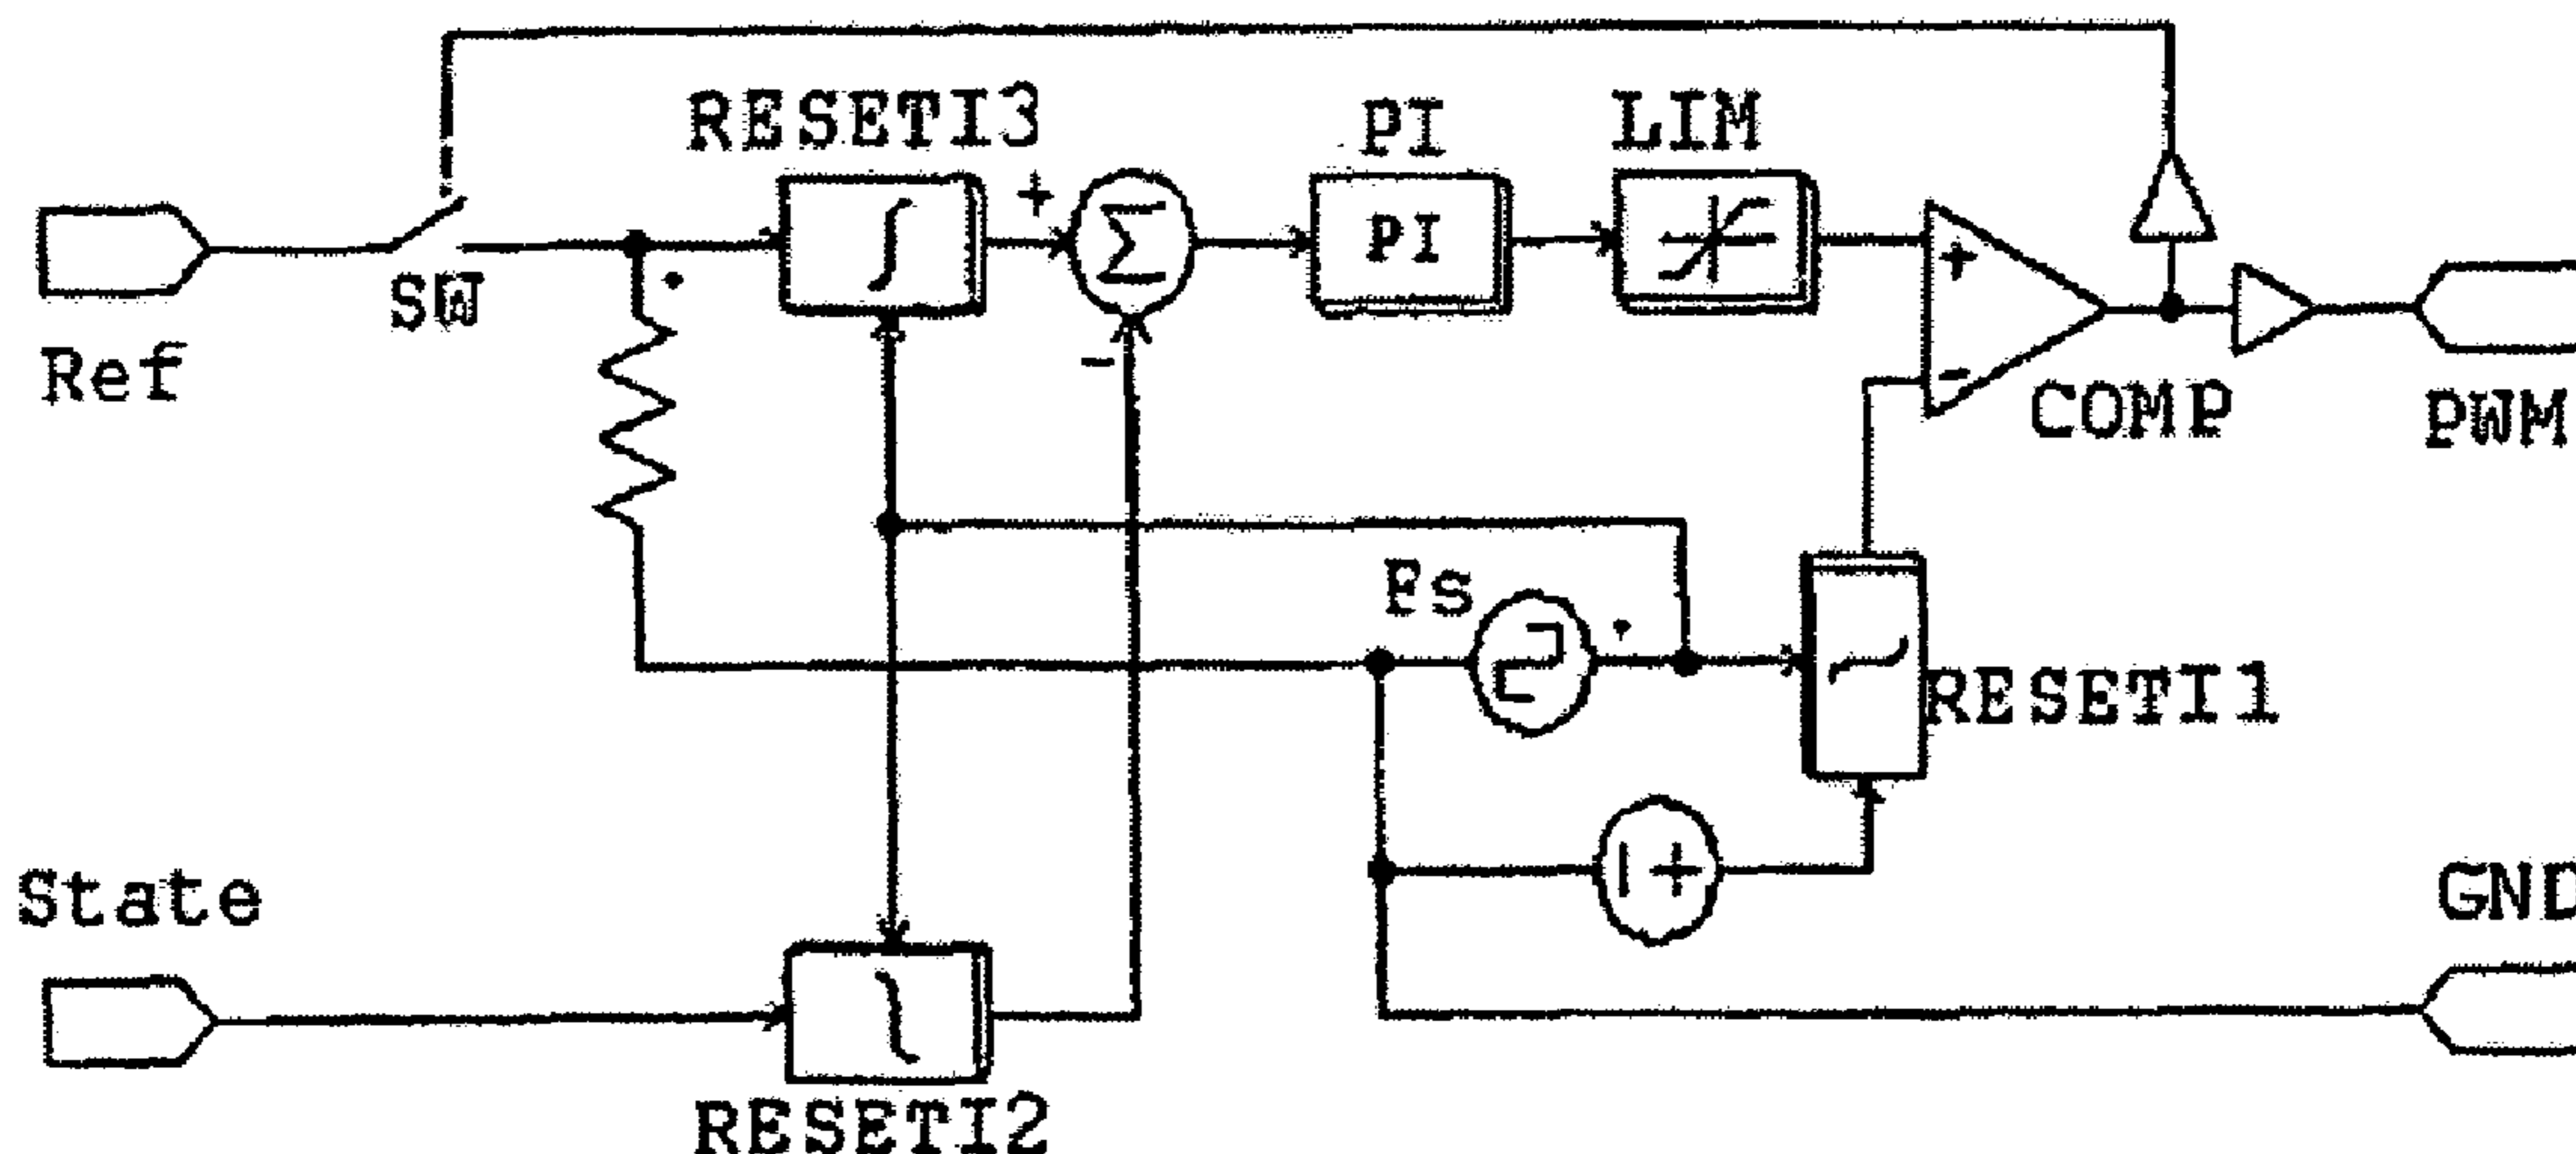 RESETI3
PI
LIM
+
Σ
PI
SW
Ref
-
+
-
COMP
PWM
Fs
RESETI1
State
GND
RESETI2